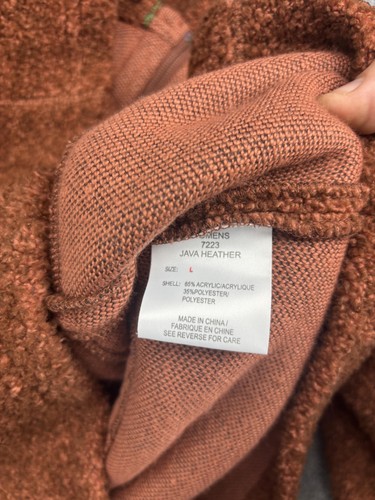 WOMENS
7223
JAVA HEATHER
SIZE: L
SHELL: 65% ACRYLIC/ACRYLIQUE
35%POLYESTER/
POLYESTER
MADE IN CHINA/
FABRIQUE EN CHINE
SEE REVERSE FOR CARE